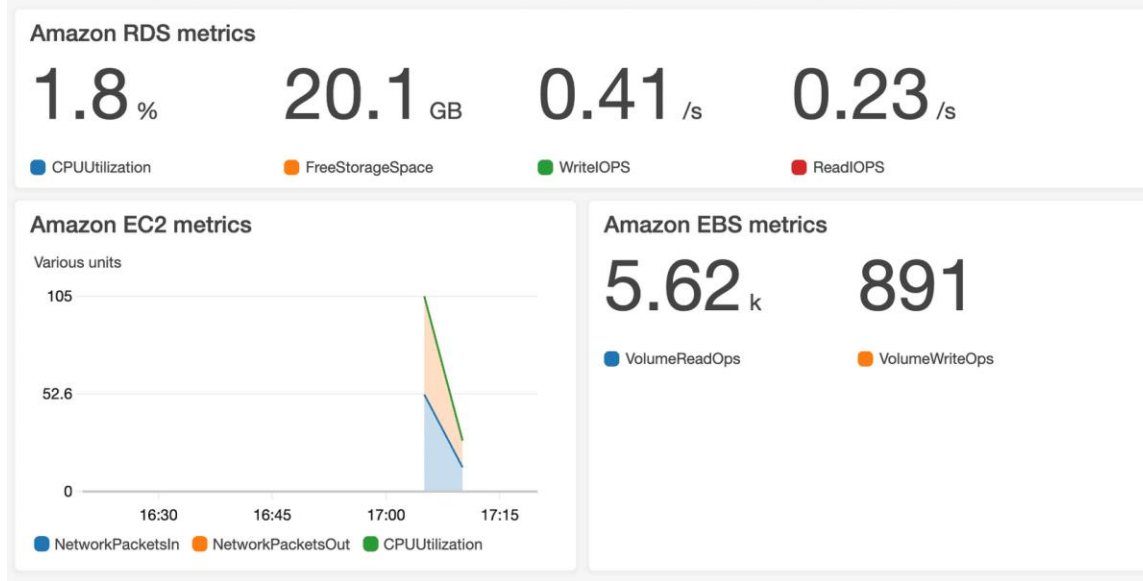 Amazon RDS metrics
1.8 % 20.1 GB 0.41 /s 0.23 /s
CPUUtilization FreeStorageSpace WriteIOPS ReadIOPS
Amazon EC2 metrics
Various units
105
52.6
0
16:30 16:45 17:00 17:15
NetworkPacketsIn NetworkPacketsOut CPUUtilization
Amazon EBS metrics
5.62 k 891
VolumeReadOps VolumeWriteOps